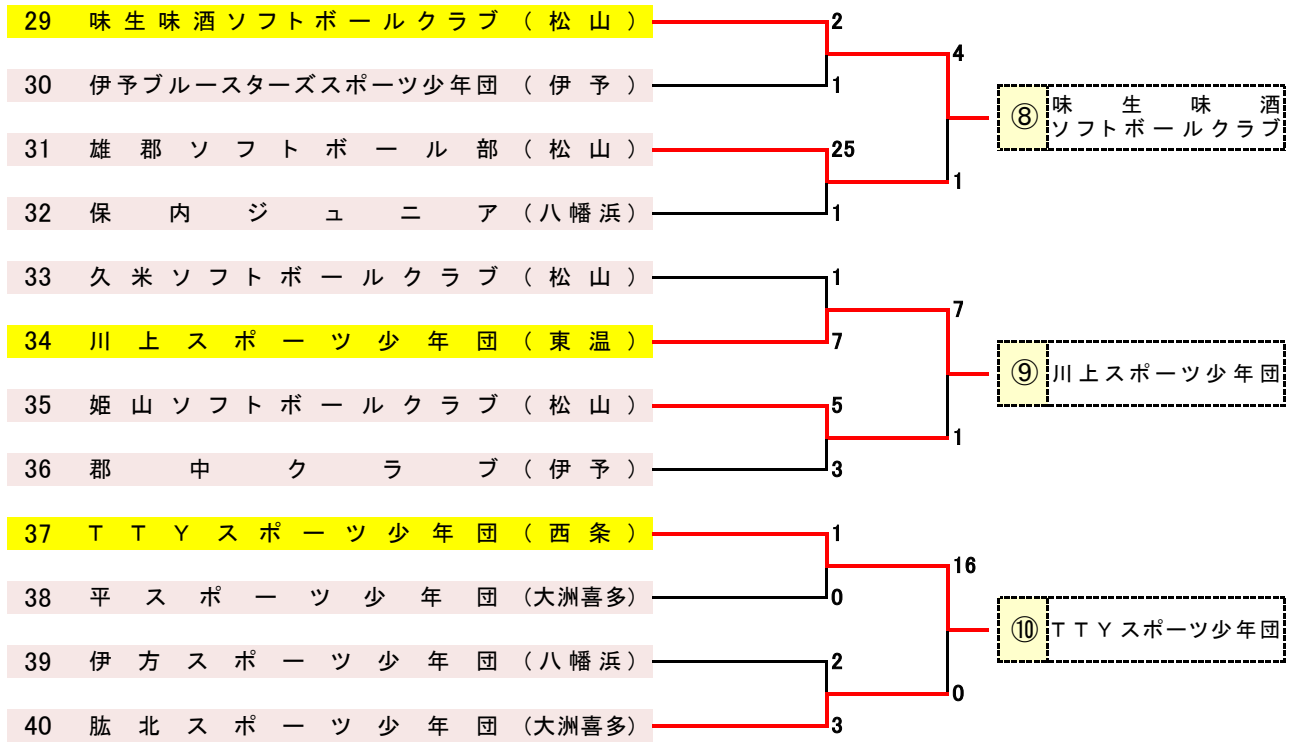 29 味生味酒ソフトボールクラブ(松山) 2
4
30 伊予ブルースターズスポーツ少年団(伊予) 1
⑧ 味生味酒
ソフトボールクラブ
31 雄郡ソフトボール部(松山) 25
1
32 保内ジュニア(八幡浜) 1
33 久米ソフトボールクラブ(松山) 1
7
34 川上スポーツ少年団(東温) 7
⑨ 川上スポーツ少年団
35 姫山ソフトボールクラブ(松山) 5
1
36 郡中クラブ(伊予) 3
37 TTYスポーツ少年団(西条) 1
16
38 平スポーツ少年団(大洲喜多) 0
⑩ TTYスポーツ少年団
39 伊方スポーツ少年団(八幡浜) 2
0
40 肱北スポーツ少年団(大洲喜多) 3